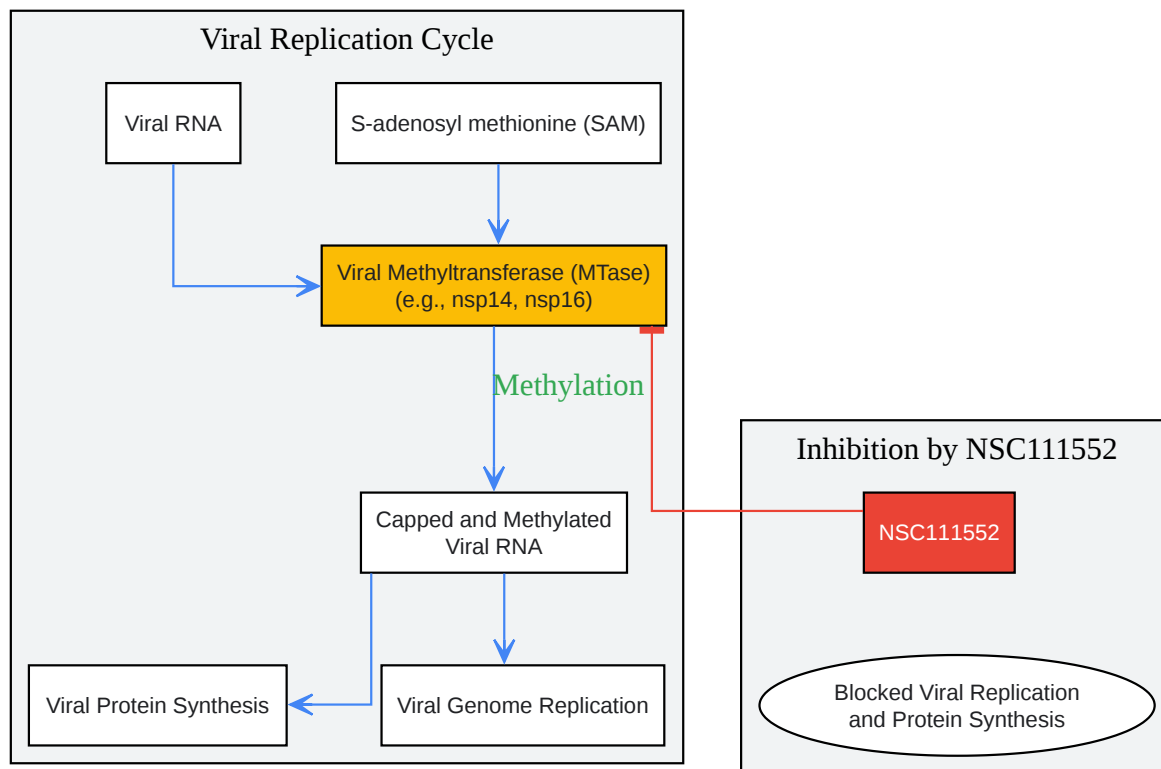 Viral Replication Cycle
Viral RNA
S-adenosyl methionine (SAM)
Viral Methyltransferase (MTase)
(e.g., nsp14, nsp16)
Methylation
Capped and Methylated
Viral RNA
Viral Protein Synthesis
Viral Genome Replication
Inhibition by NSC111552
NSC111552
Blocked Viral Replication
and Protein Synthesis